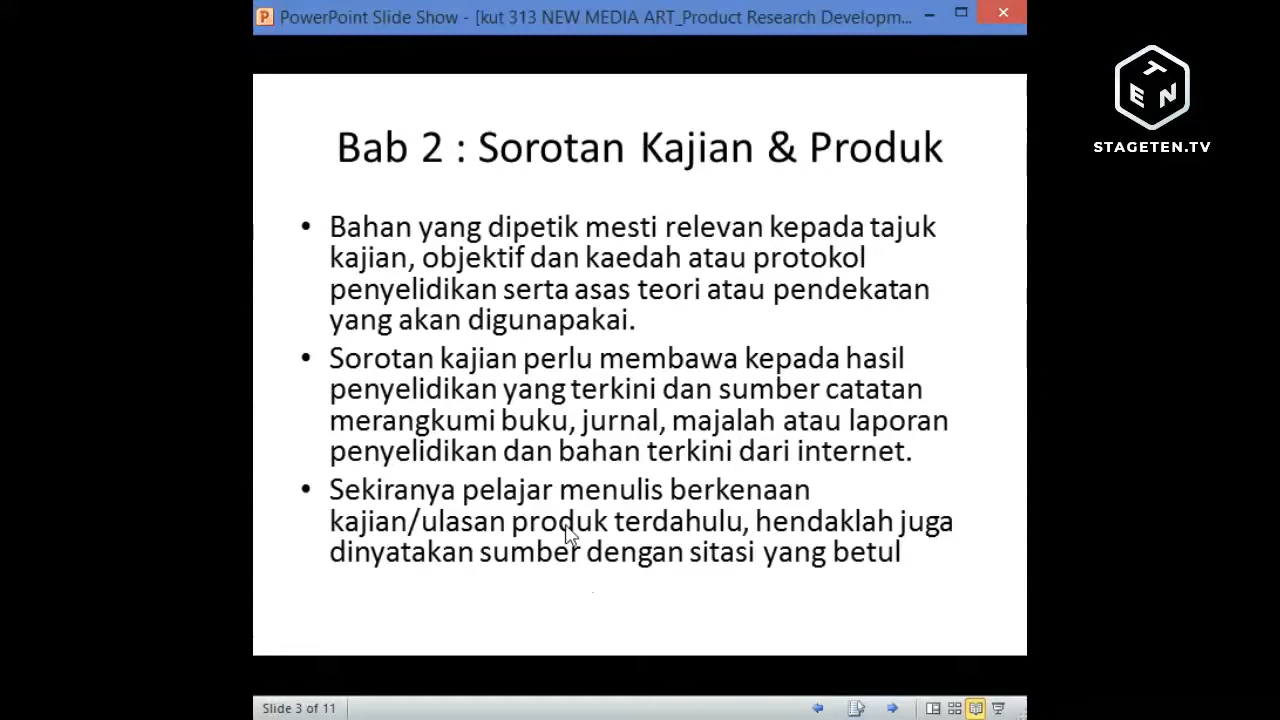 PowerPoint Slide Show - [kut 313 NEW MEDIA ART_Product Research Developm...
T
E N
STAGETEN.TV
Bab 2 : Sorotan Kajian & Produk
• Bahan yang dipetik mesti relevan kepada tajuk
kajian, objektif dan kaedah atau protokol
penyelidikan serta asas teori atau pendekatan
yang akan digunapakai.
• Sorotan kajian perlu membawa kepada hasil
penyelidikan yang terkini dan sumber catatan
merangkumi buku, jurnal, majalah atau laporan
penyelidikan dan bahan terkini dari internet.
• Sekiranya pelajar menulis berkenaan
kajian/ulasan produk terdahulu, hendaklah juga
dinyatakan sumber dengan sitasi yang betul
Slide 3 of 11